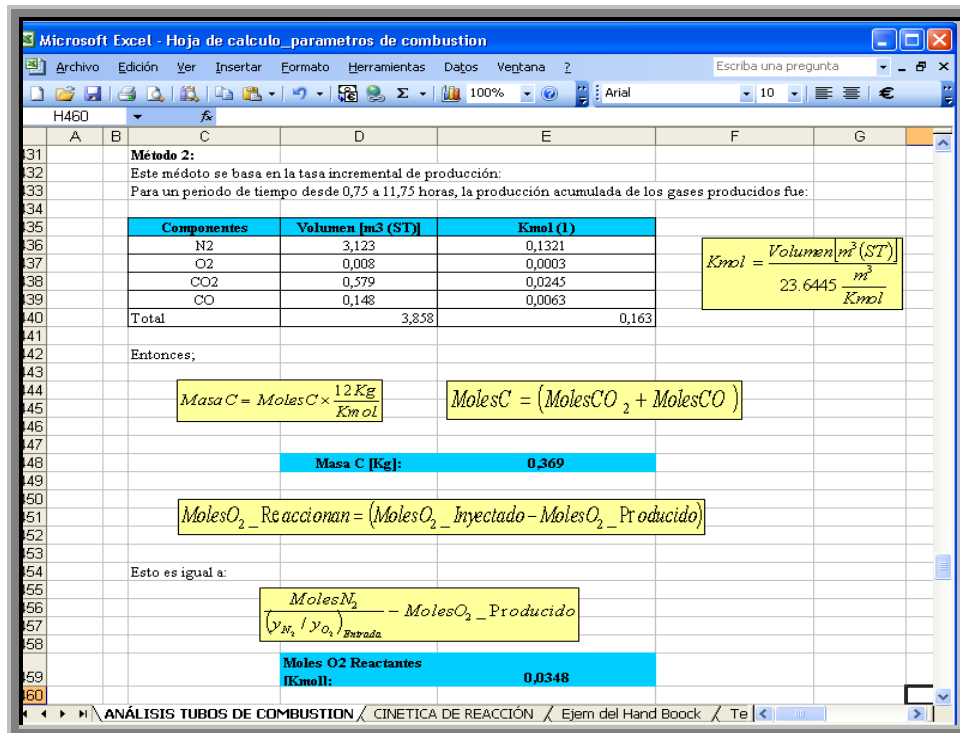 Microsoft Excel - Hoja de calculo_parametros de combustion
Archivo Edición Ver Insertar Formato Herramientas Datos Ventana ? Escriba una pregunta
100% Arial 10 €
H460 fx
A B C D E F G
431 Método 2:
432 Este médoto se basa en la tasa incremental de producción:
433 Para un periodo de tiempo desde 0,75 a 11,75 horas, la producción acumulada de los gases producidos fue:
434
435 Componentes Volumen [m3 (ST)] Kmol (1)
436 N2 3,123 0,1321
437 O2 0,008 0,0003
438 CO2 0,579 0,0245
439 CO 0,148 0,0063
440 Total 3,858 0,163
Kmol = Volumen[m³(ST)] / 23.6445 m³/Kmol
441
442 Entonces;
443
444
445
Masa C = Moles C × 12 Kg / Kmol
MolesC = (MolesCO₂ + MolesCO)
446
447
448 Masa C [Kg]: 0,369
449
450
451 MolesO₂_Reaccionan = (MolesO₂_Inyectado – MolesO₂_Producido)
452
453
454 Esto es igual a:
455
456
457
MolesN₂ / (y_N₂ / y_O₂)_Entrada – MolesO₂_Producido
458
Moles O2 Reactantes
459 [Kmol]: 0,0348
460
ANÁLISIS TUBOS DE COMBUSTION / CINETICA DE REACCIÓN / Ejem del Hand Boock / Te